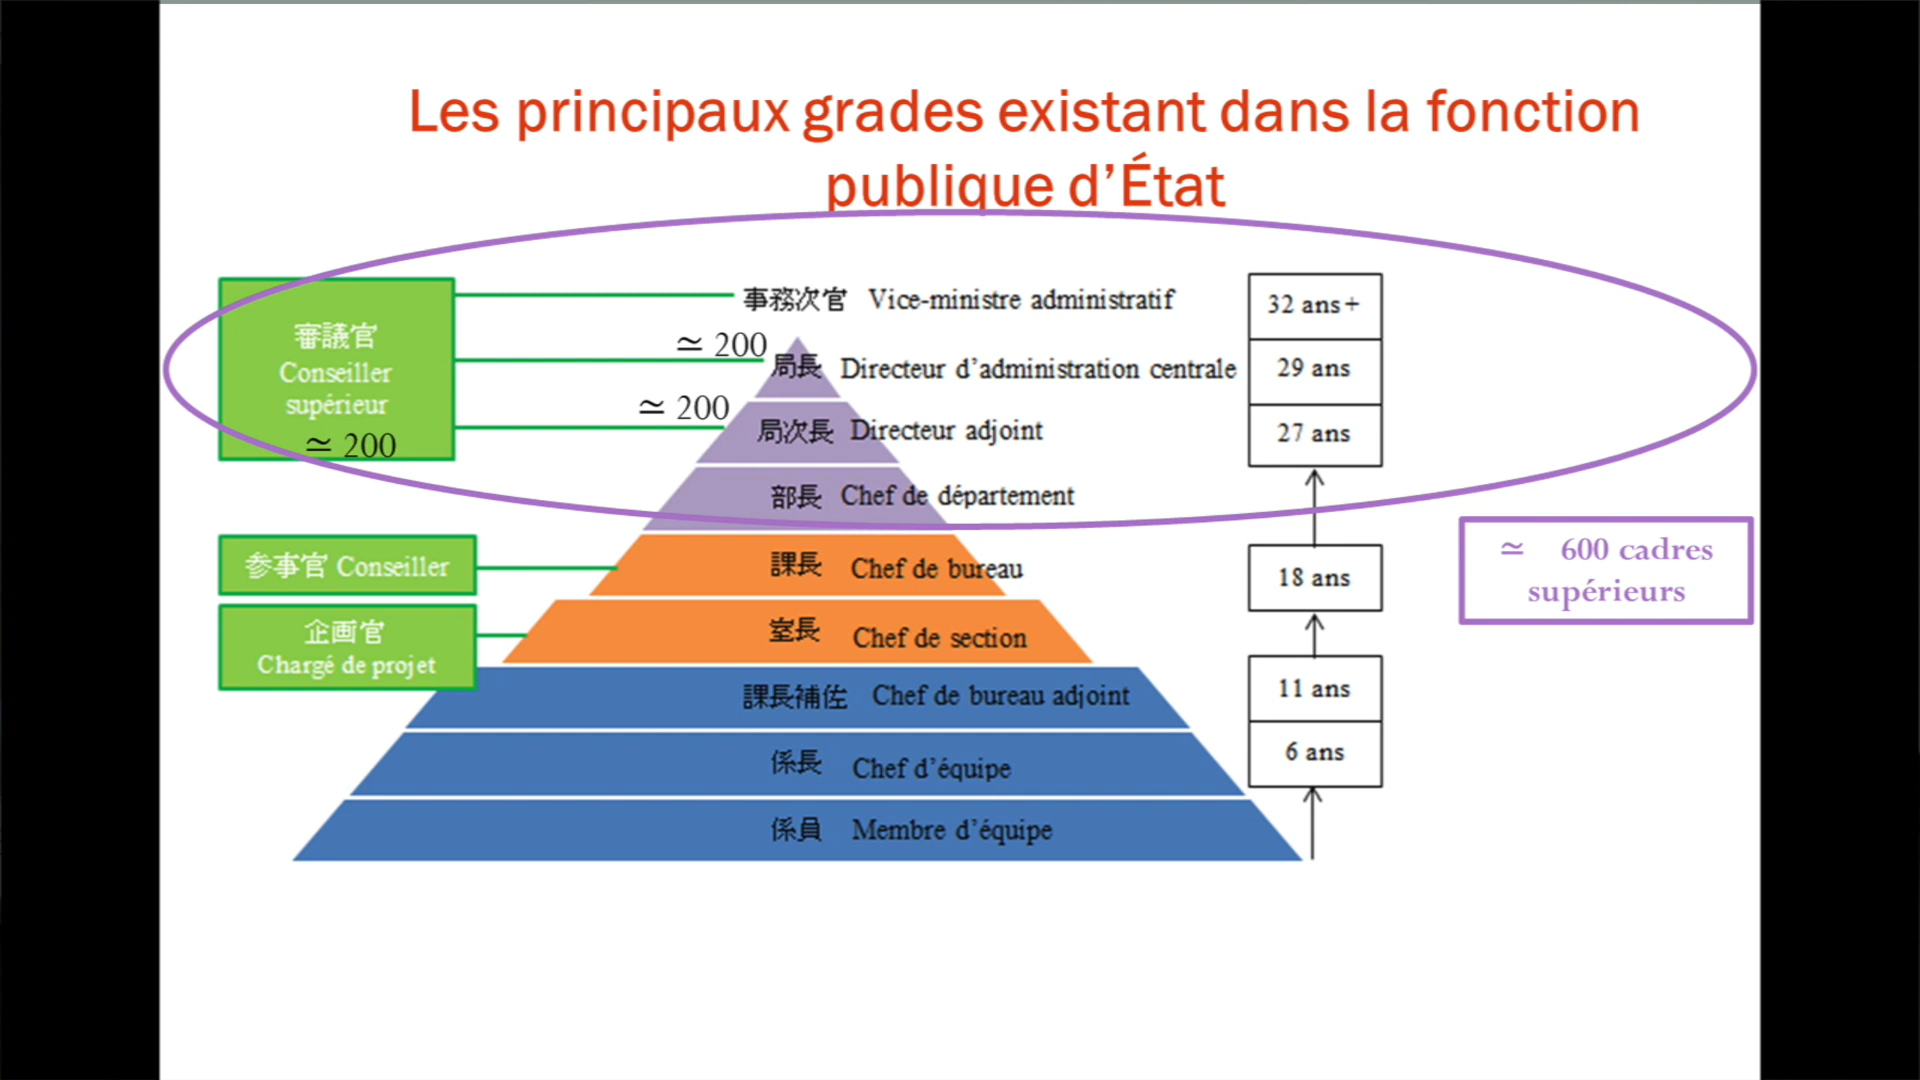 Les principaux grades existant dans la fonction
publique d’État
審議官
Conseiller
supérieur
≃ 200
事務次官 Vice-ministre administratif
32 ans +
≃ 200
局長 Directeur d’administration centrale
29 ans
≃ 200
局次長 Directeur adjoint
27 ans
部長 Chef de département
参事官 Conseiller
課長 Chef de bureau
18 ans
≃ 600 cadres
supérieurs
企画官
Chargé de projet
室長 Chef de section
課長補佐 Chef de bureau adjoint
11 ans
係長 Chef d’équipe
6 ans
係員 Membre d’équipe